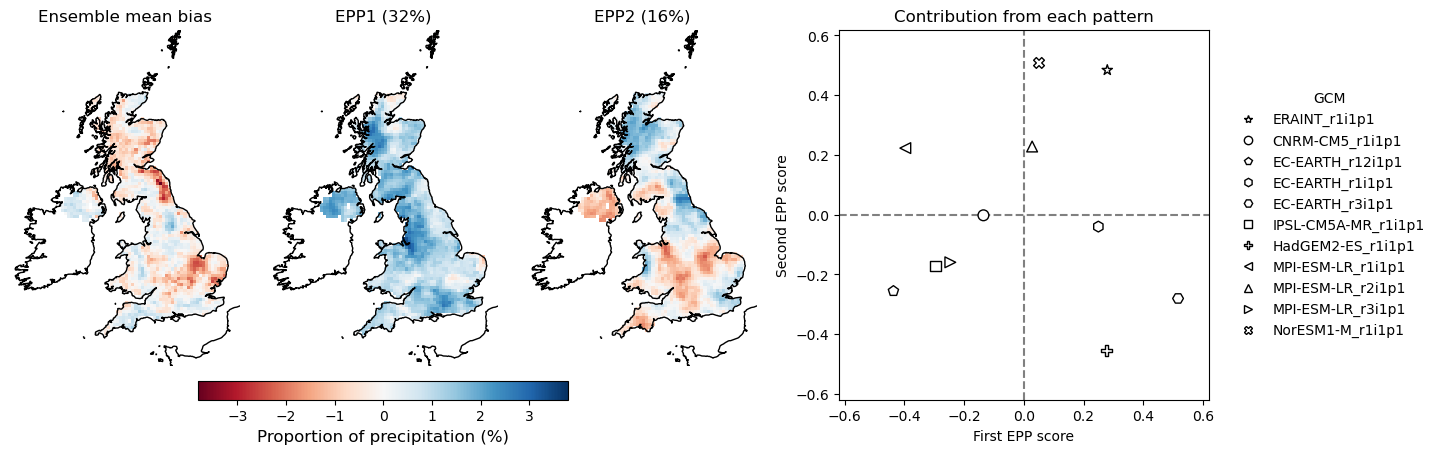 Ensemble mean bias
EPP1 (32%)
EPP2 (16%)
−3 −2 −1 0 1 2 3
Proportion of precipitation (%)
Contribution from each pattern
0.6
0.4
0.2
0.0
−0.2
−0.4
−0.6
Second EPP score
−0.6 −0.4 −0.2 0.0 0.2 0.4 0.6
First EPP score
GCM
ERAINT_r1i1p1
CNRM-CM5_r1i1p1
EC-EARTH_r12i1p1
EC-EARTH_r1i1p1
EC-EARTH_r3i1p1
IPSL-CM5A-MR_r1i1p1
HadGEM2-ES_r1i1p1
MPI-ESM-LR_r1i1p1
MPI-ESM-LR_r2i1p1
MPI-ESM-LR_r3i1p1
NorESM1-M_r1i1p1